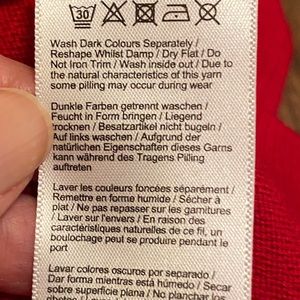 30
Wash Dark Colours Separately /
Reshape Whilst Damp / Dry Flat / Do
Not Iron Trim / Wash inside out / Due to
the natural characteristics of this yarn
some pilling may occur during wear
Dunkle Farben getrennt waschen /
Feucht in Form bringen / Liegend
trocknen / Besatzartikel nicht bügeln /
Auf links waschen / Aufgrund der
natürlichen Eigenschaften dieses Garns
kann während des Tragens Pilling
auftreten
Laver les couleurs foncées séparément /
Remettre en forme humide / Sécher à
plat / Ne pas repasser sur les garnitures
/ Laver sur l'envers / En raison des
caractéristiques naturelles de ce fil, un
boulochage peut se produire pendant le
port
Lavar colores oscuros por separado /
Dar forma mientras está húmedo / Secar
sobre superficie plana / No planchar los